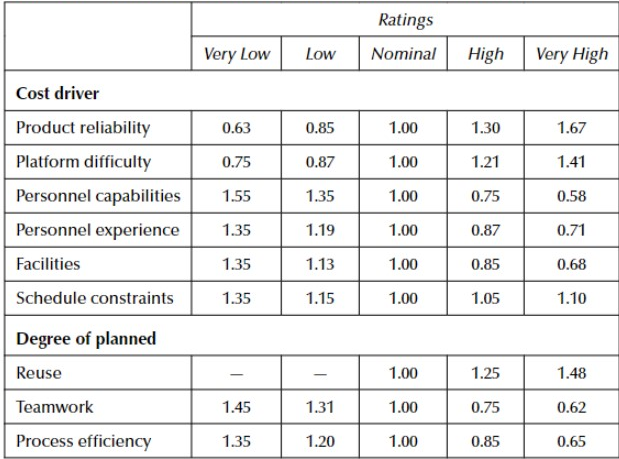 Ratings
Very Low Low Nominal High Very High
Cost driver
Product reliability 0.63 0.85 1.00 1.30 1.67
Platform difficulty 0.75 0.87 1.00 1.21 1.41
Personnel capabilities 1.55 1.35 1.00 0.75 0.58
Personnel experience 1.35 1.19 1.00 0.87 0.71
Facilities 1.35 1.13 1.00 0.85 0.68
Schedule constraints 1.35 1.15 1.00 1.05 1.10
Degree of planned
Reuse — — 1.00 1.25 1.48
Teamwork 1.45 1.31 1.00 0.75 0.62
Process efficiency 1.35 1.20 1.00 0.85 0.65